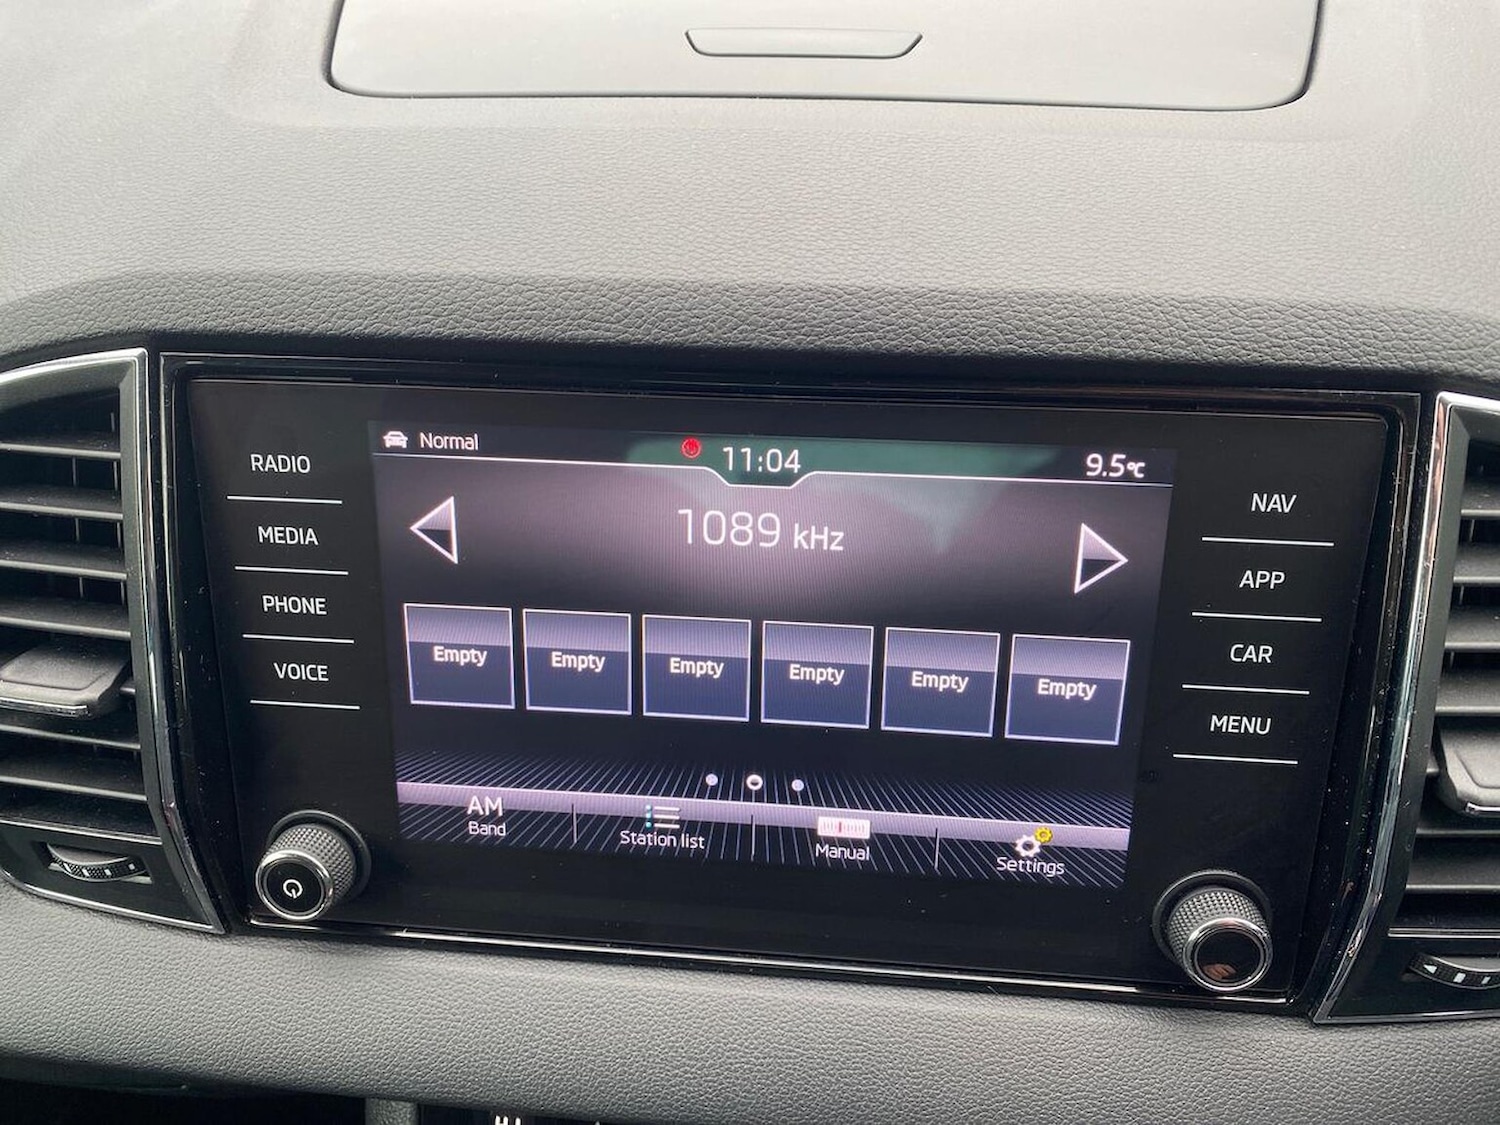 RADIO
MEDIA
PHONE
VOICE
Normal
11:04
9.5°C
1089 kHz
Empty
Empty
Empty
Empty
Empty
Empty
AM
Band
Station list
Manual
Settings
NAV
APP
CAR
MENU